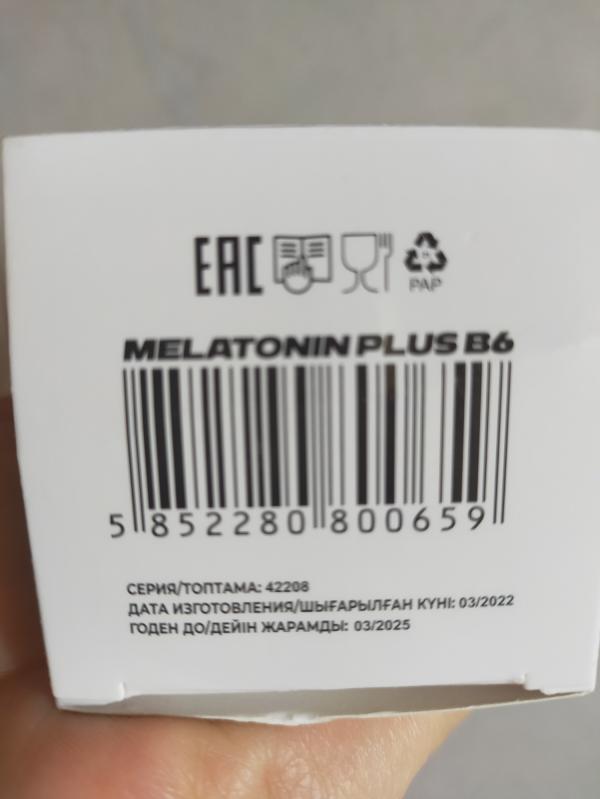 EAC
PAP
MELATONIN PLUS B6
5 852280 800659
СЕРИЯ/ТОПТАМА: 42208
ДАТА ИЗГОТОВЛЕНИЯ/ШЫҒАРЫЛҒАН КҮНІ: 03/2022
ГОДЕН ДО/ДЕЙІН ЖАРАМДЫ: 03/2025